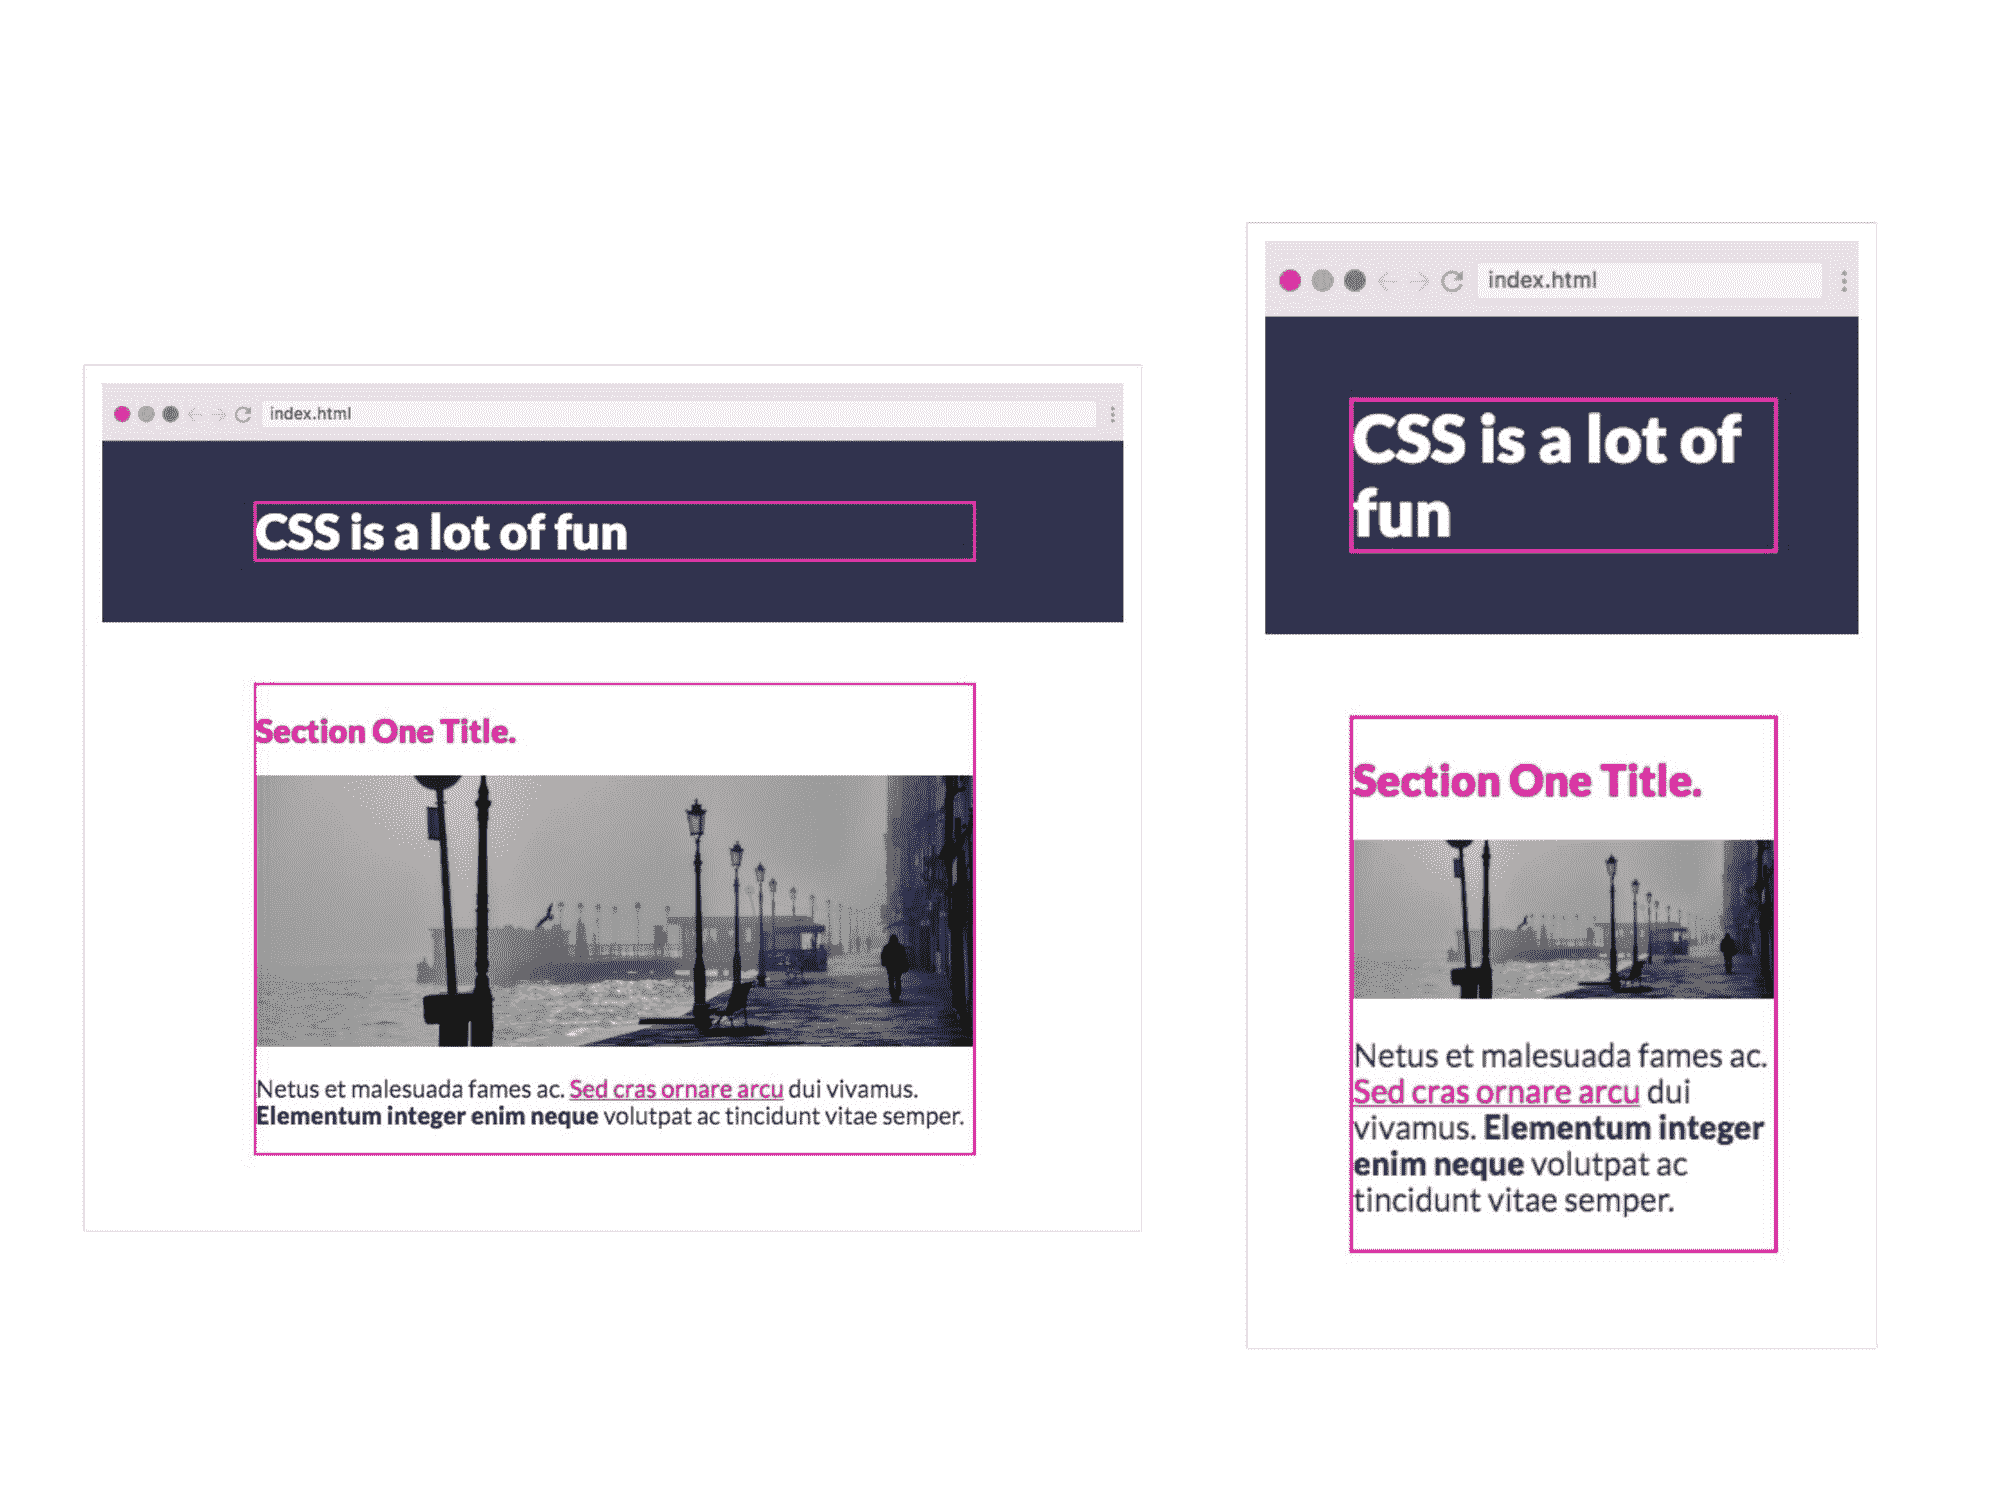 index.html
CSS is a lot of fun
Section One Title.
Netus et malesuada fames ac. Sed cras ornare arcu dui vivamus.
Elementum integer enim neque volutpat ac tincidunt vitae semper.
index.html
CSS is a lot of
fun
Section One Title.
Netus et malesuada fames ac.
Sed cras ornare arcu dui
vivamus. Elementum integer
enim neque volutpat ac
tincidunt vitae semper.